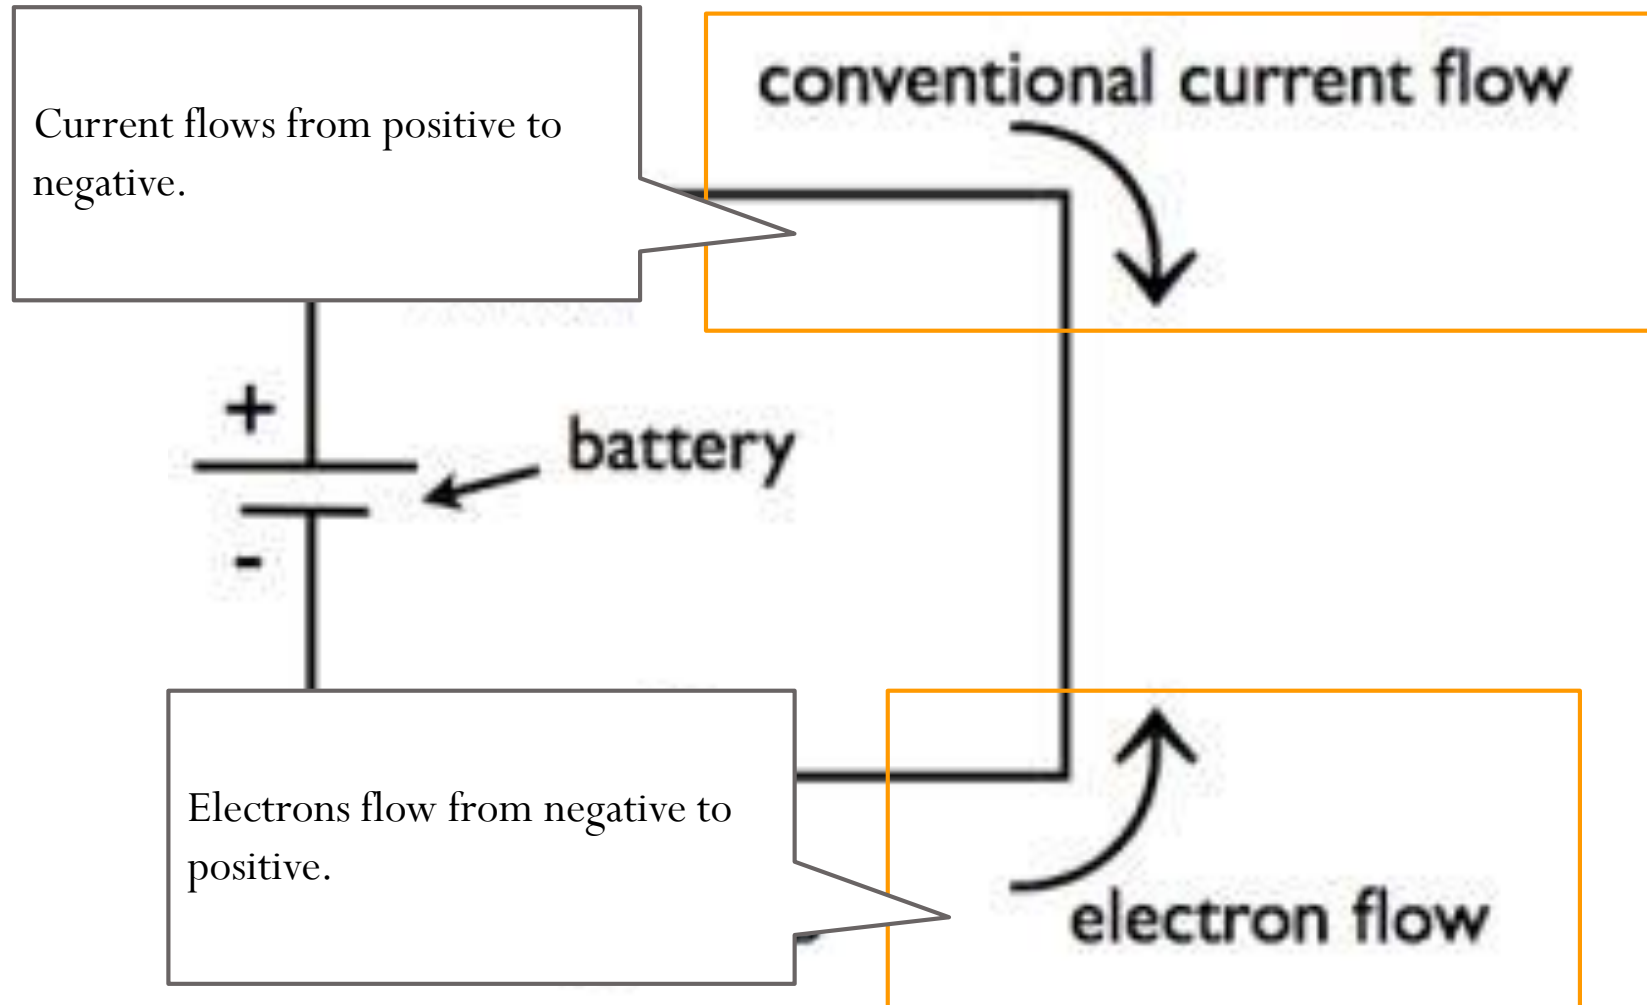 Current flows from positive to
negative.
conventional current flow
+
battery
-
Electrons flow from negative to
positive.
electron flow